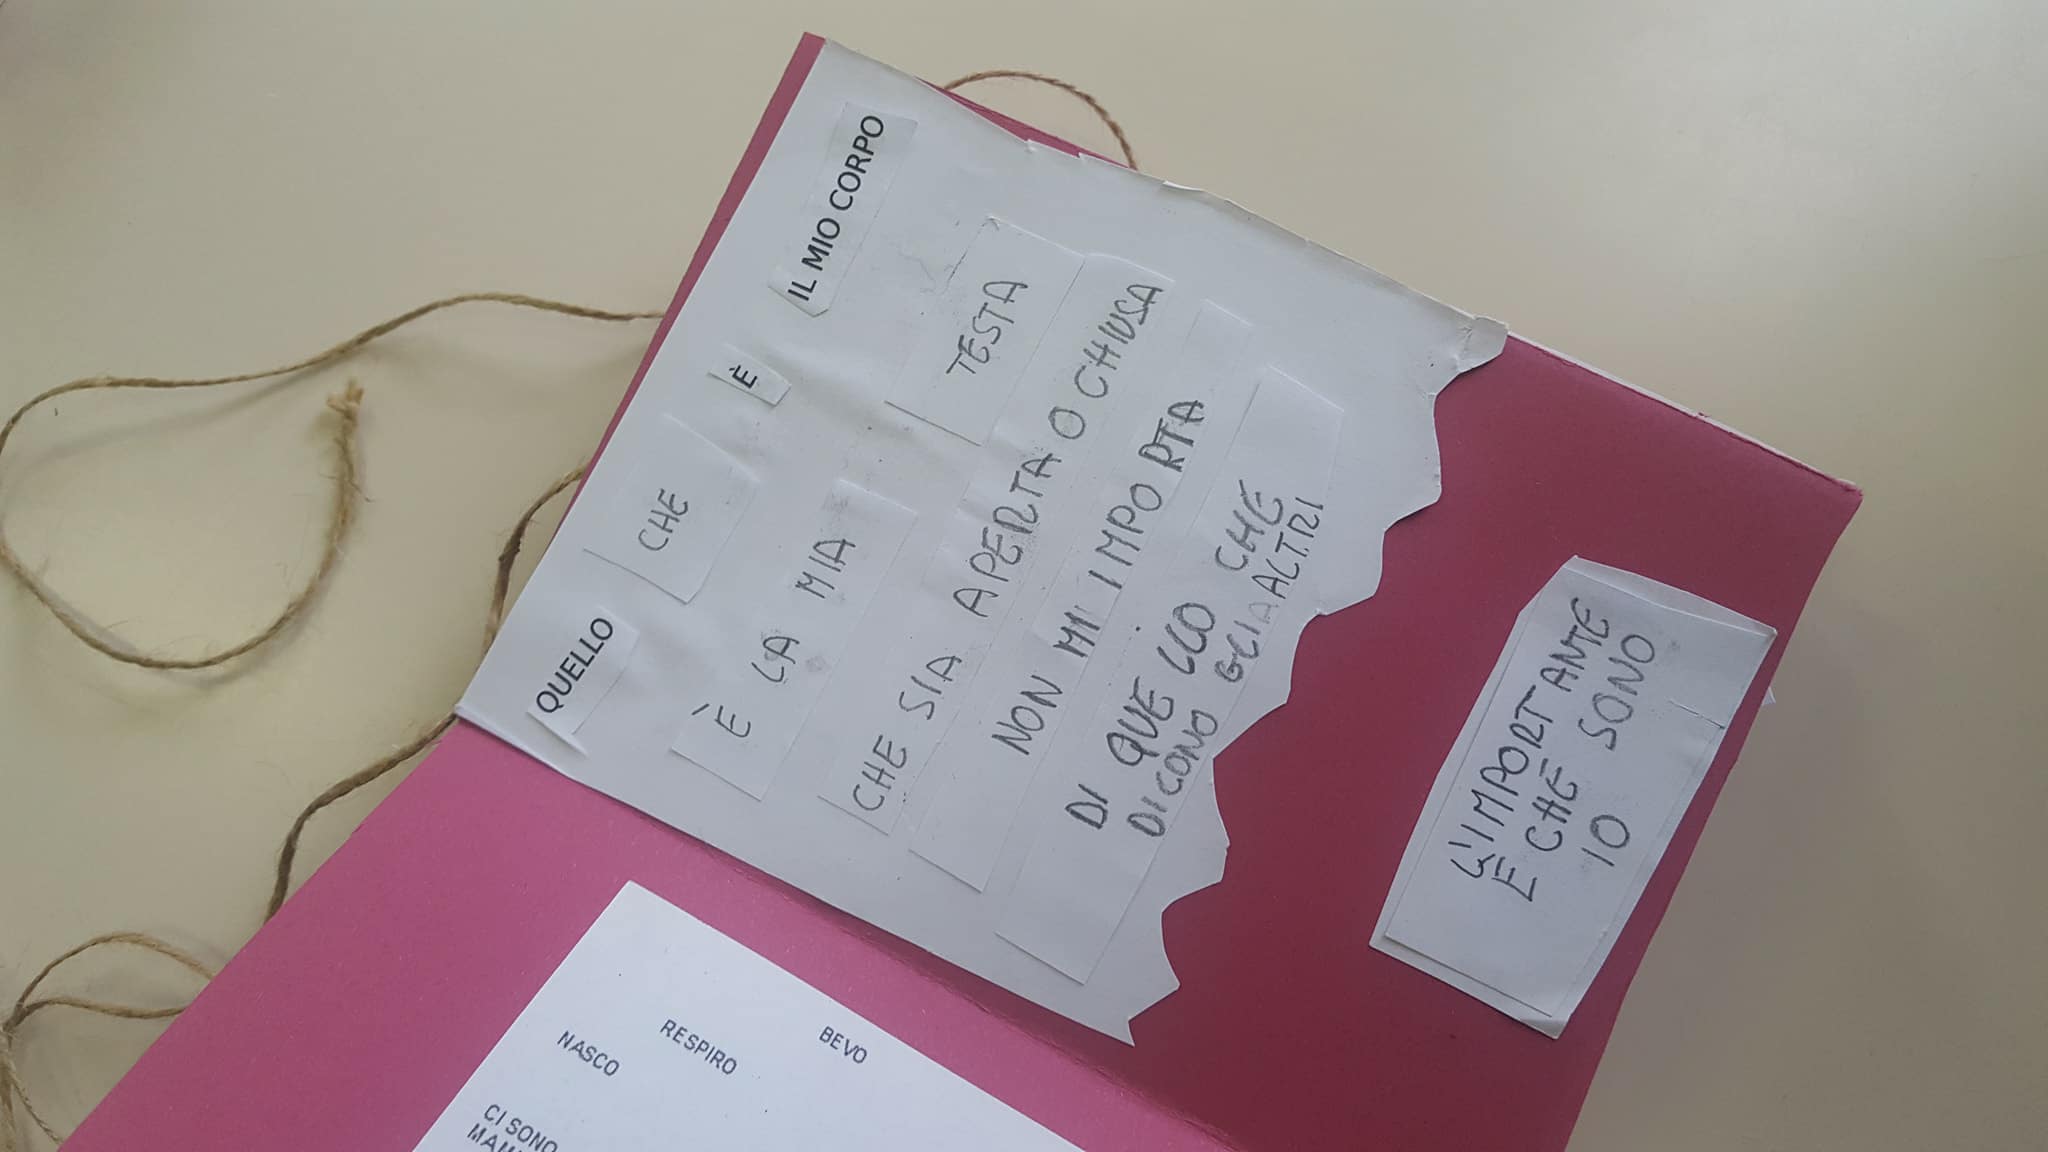 QUELLO CHE È IL MIO CORPO
È LA MIA TESTA
CHE SIA APERTA O CHIUSA
NON MI IMPORTA
DI QUELLO CHE
DICONO GLI ALTRI
L'IMPORTANTE
È CHE SONO
IO
NASCO
RESPIRO
BEVO
CI SONO